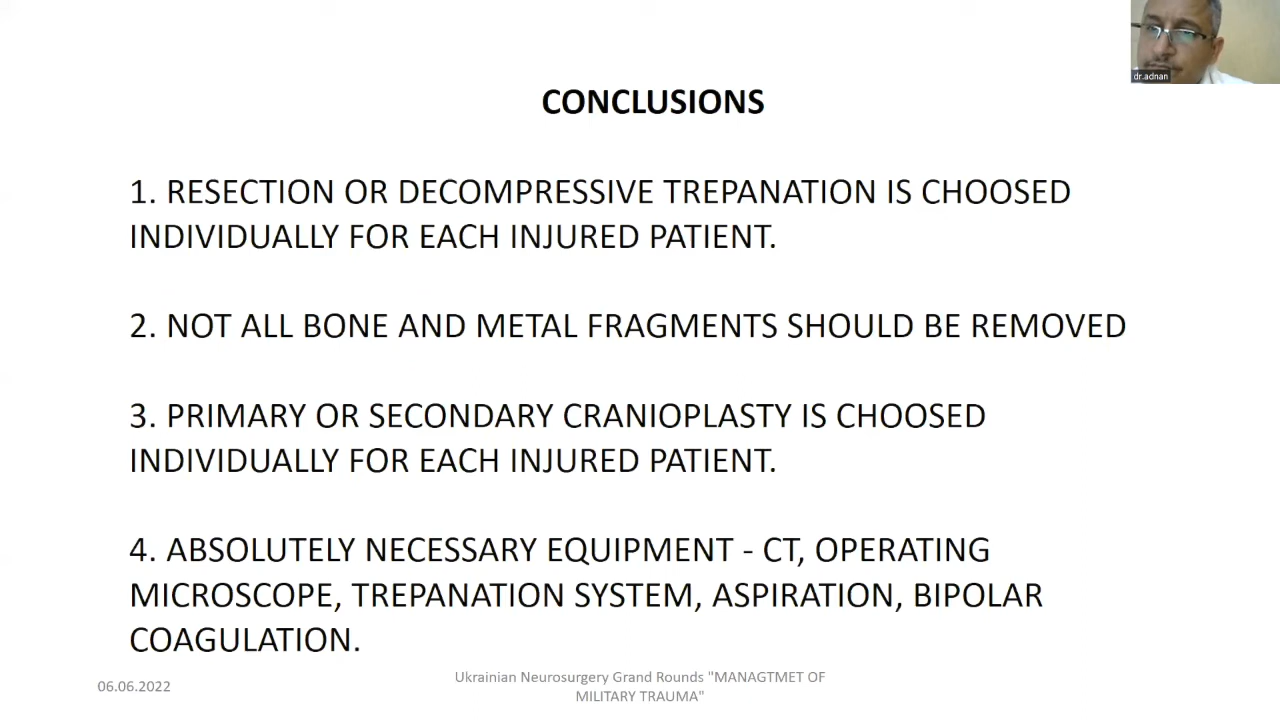 dr.adnan
CONCLUSIONS
1. RESECTION OR DECOMPRESSIVE TREPANATION IS CHOOSED
INDIVIDUALLY FOR EACH INJURED PATIENT.
2. NOT ALL BONE AND METAL FRAGMENTS SHOULD BE REMOVED
3. PRIMARY OR SECONDARY CRANIOPLASTY IS CHOOSED
INDIVIDUALLY FOR EACH INJURED PATIENT.
4. ABSOLUTELY NECESSARY EQUIPMENT - CT, OPERATING
MICROSCOPE, TREPANATION SYSTEM, ASPIRATION, BIPOLAR
COAGULATION.
06.06.2022
Ukrainian Neurosurgery Grand Rounds "MANAGTMET OF
MILITARY TRAUMA"